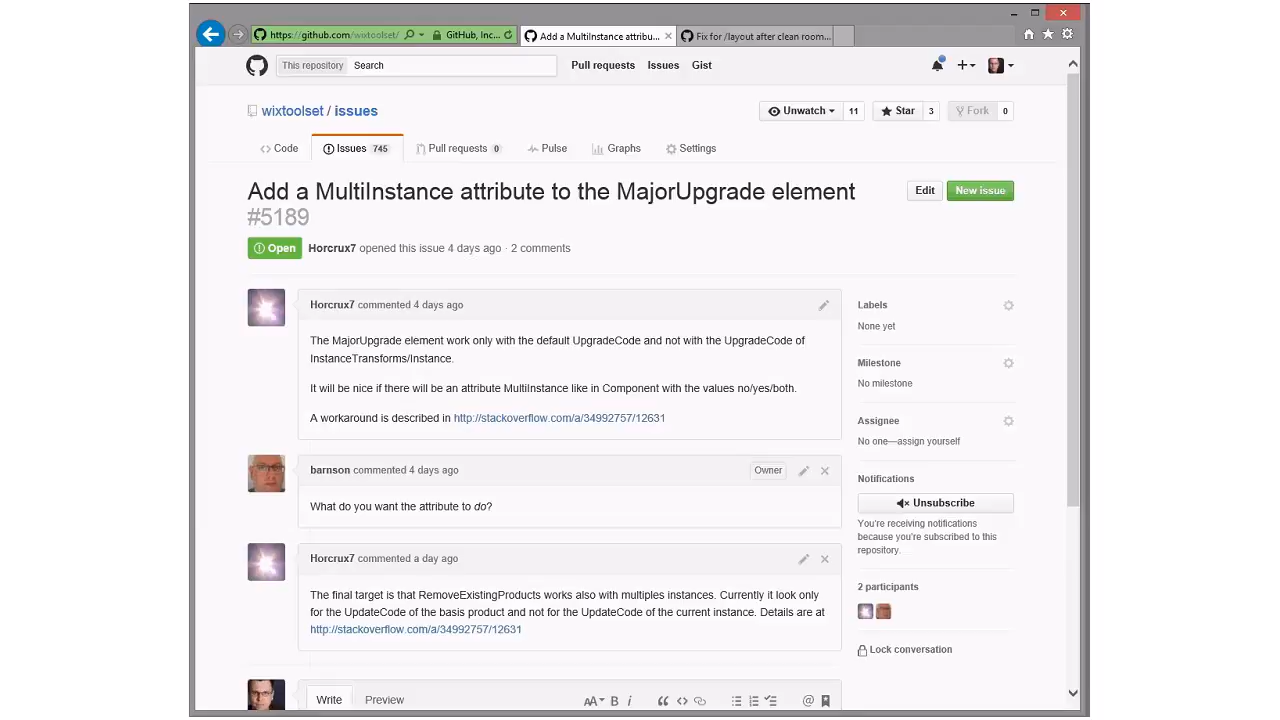 https://github.com/wixtoolset/ GitHub, Inc... Add a MultiInstance attribu... Fix for /layout after clean room...
This repository Search Pull requests Issues Gist
wixtoolset / issues Unwatch 11 Star 3 Fork 0
Code Issues 745 Pull requests 0 Pulse Graphs Settings
Add a MultiInstance attribute to the MajorUpgrade element
#5189
Edit New issue
Open Horcrux7 opened this issue 4 days ago · 2 comments
Horcrux7 commented 4 days ago
The MajorUpgrade element work only with the default UpgradeCode and not with the UpgradeCode of
InstanceTransforms/Instance.
It will be nice if there will be an attribute MultiInstance like in Component with the values no/yes/both.
A workaround is described in http://stackoverflow.com/a/34992757/12631
barnson commented 4 days ago Owner
What do you want the attribute to do?
Horcrux7 commented a day ago
The final target is that RemoveExistingProducts works also with multiples instances. Currently it look only
for the UpdateCode of the basis product and not for the UpdateCode of the current instance. Details are at
http://stackoverflow.com/a/34992757/12631
Write Preview AA B i @
Labels
None yet
Milestone
No milestone
Assignee
No one—assign yourself
Notifications
Unsubscribe
You're receiving notifications
because you're subscribed to this
repository.
2 participants
Lock conversation